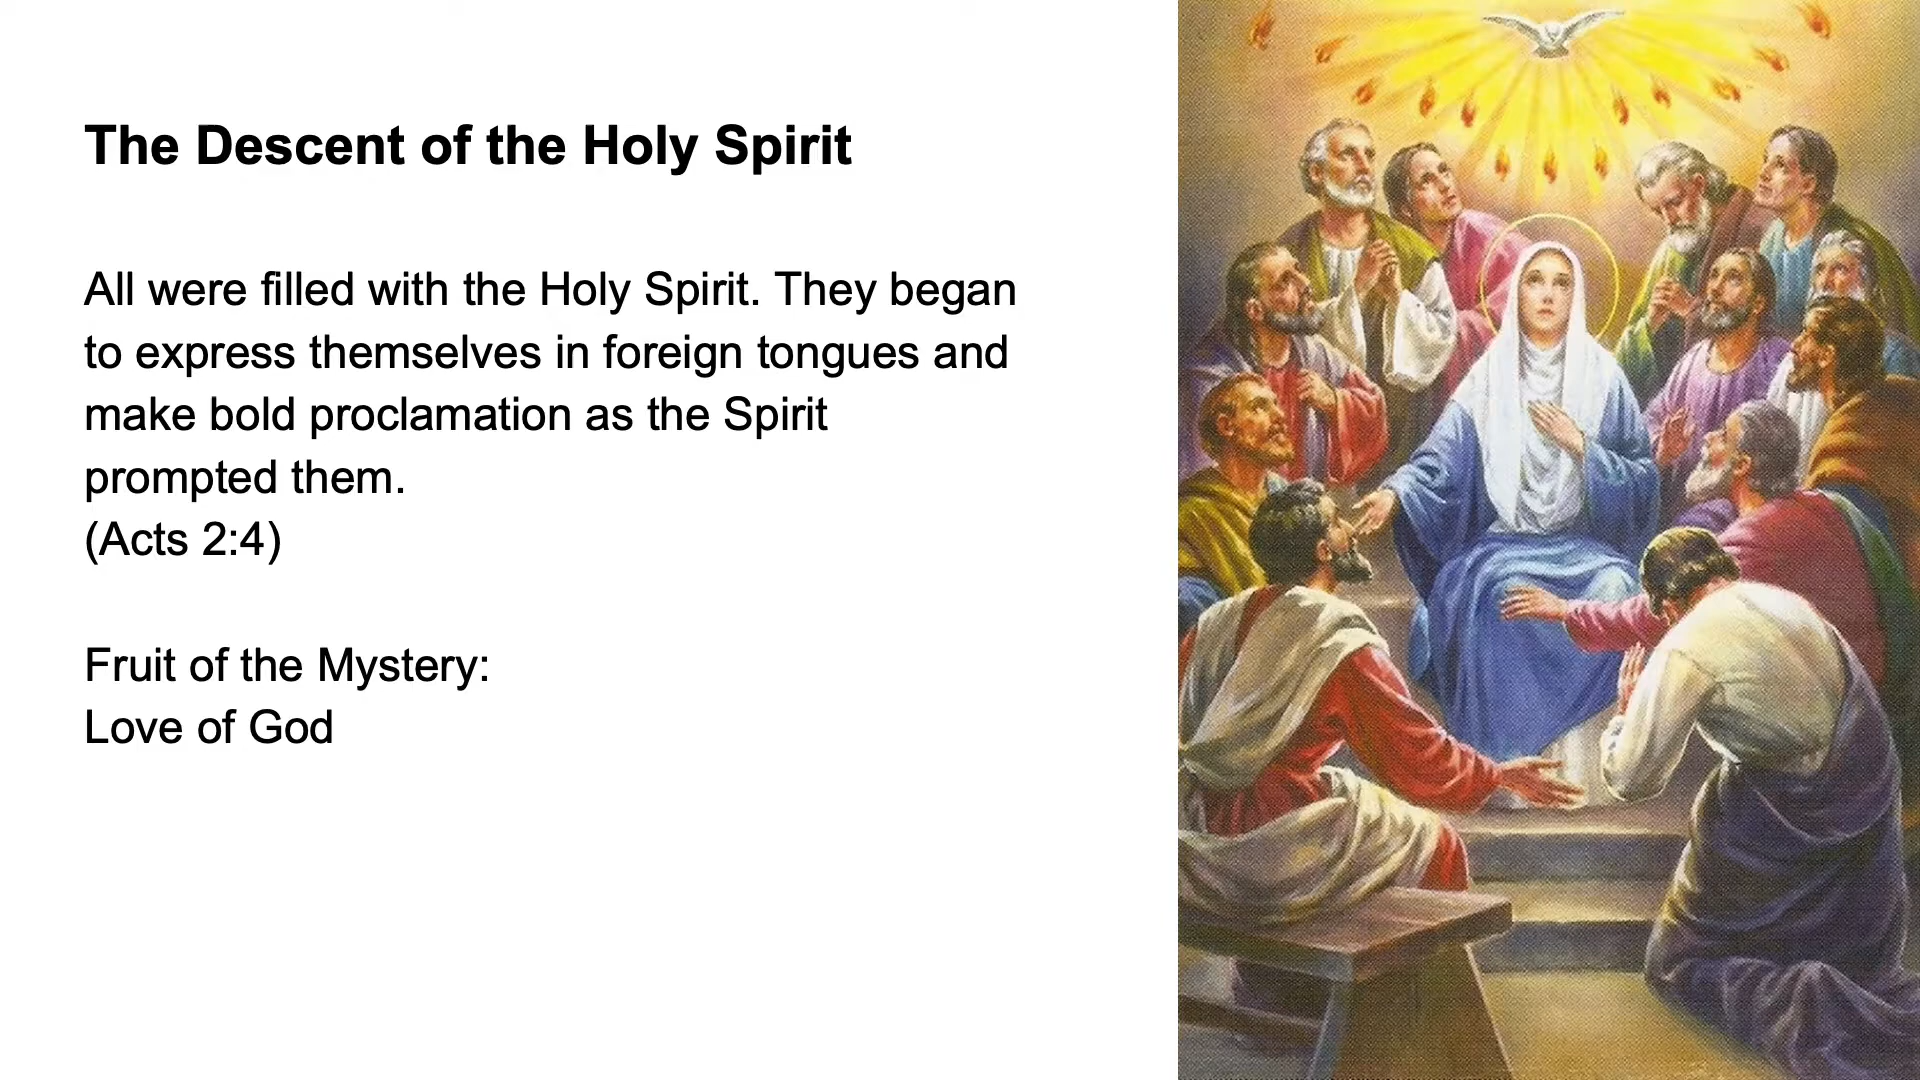 The Descent of the Holy Spirit
All were filled with the Holy Spirit. They began
to express themselves in foreign tongues and
make bold proclamation as the Spirit
prompted them.
(Acts 2:4)
Fruit of the Mystery:
Love of God